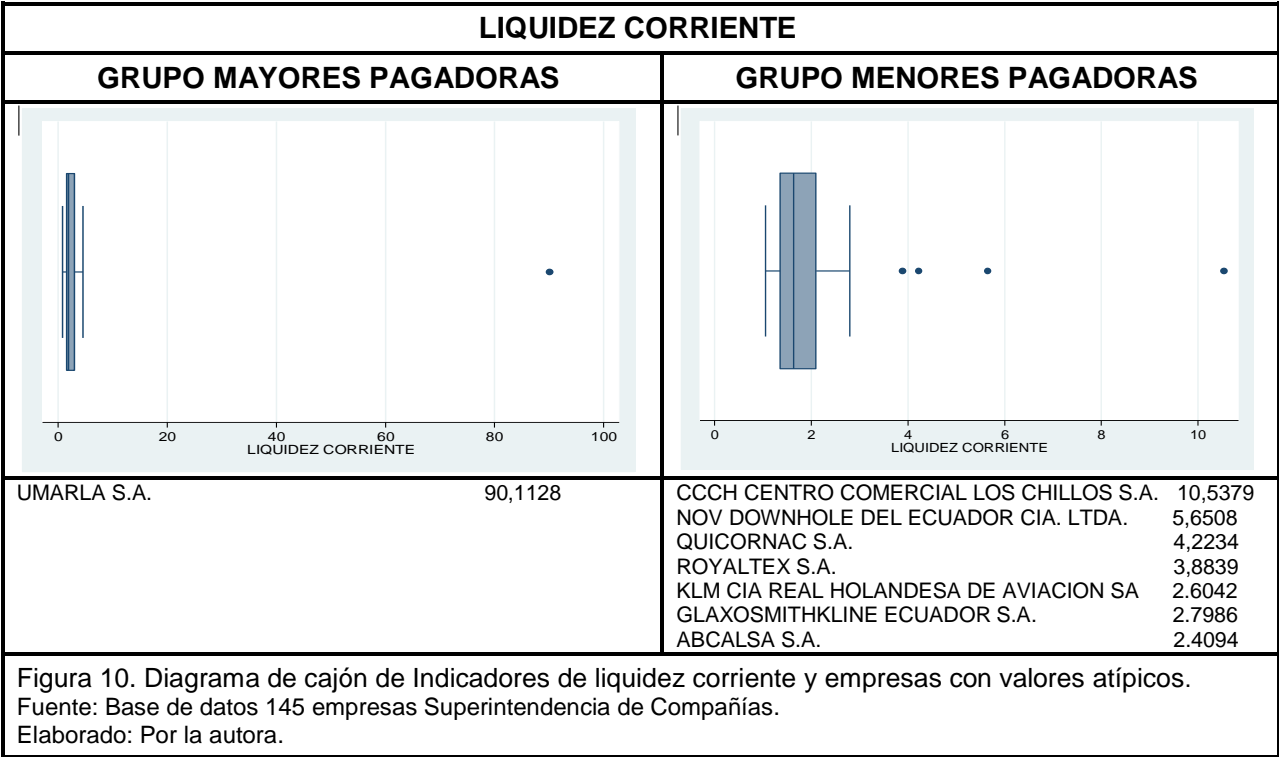 LIQUIDEZ CORRIENTE
GRUPO MAYORES PAGADORAS
GRUPO MENORES PAGADORAS
0 20 40 60 80 100
LIQUIDEZ CORRIENTE
0 2 4 6 8 10
LIQUIDEZ CORRIENTE
UMARLA S.A. 90,1128
CCCH CENTRO COMERCIAL LOS CHILLOS S.A. 10,5379
NOV DOWNHOLE DEL ECUADOR CIA. LTDA. 5,6508
QUICORNAC S.A. 4,2234
ROYALTEX S.A. 3,8839
KLM CIA REAL HOLANDESA DE AVIACION SA 2.6042
GLAXOSMITHKLINE ECUADOR S.A. 2.7986
ABCALSA S.A. 2.4094
Figura 10. Diagrama de cajón de Indicadores de liquidez corriente y empresas con valores atípicos.
Fuente: Base de datos 145 empresas Superintendencia de Compañías.
Elaborado: Por la autora.